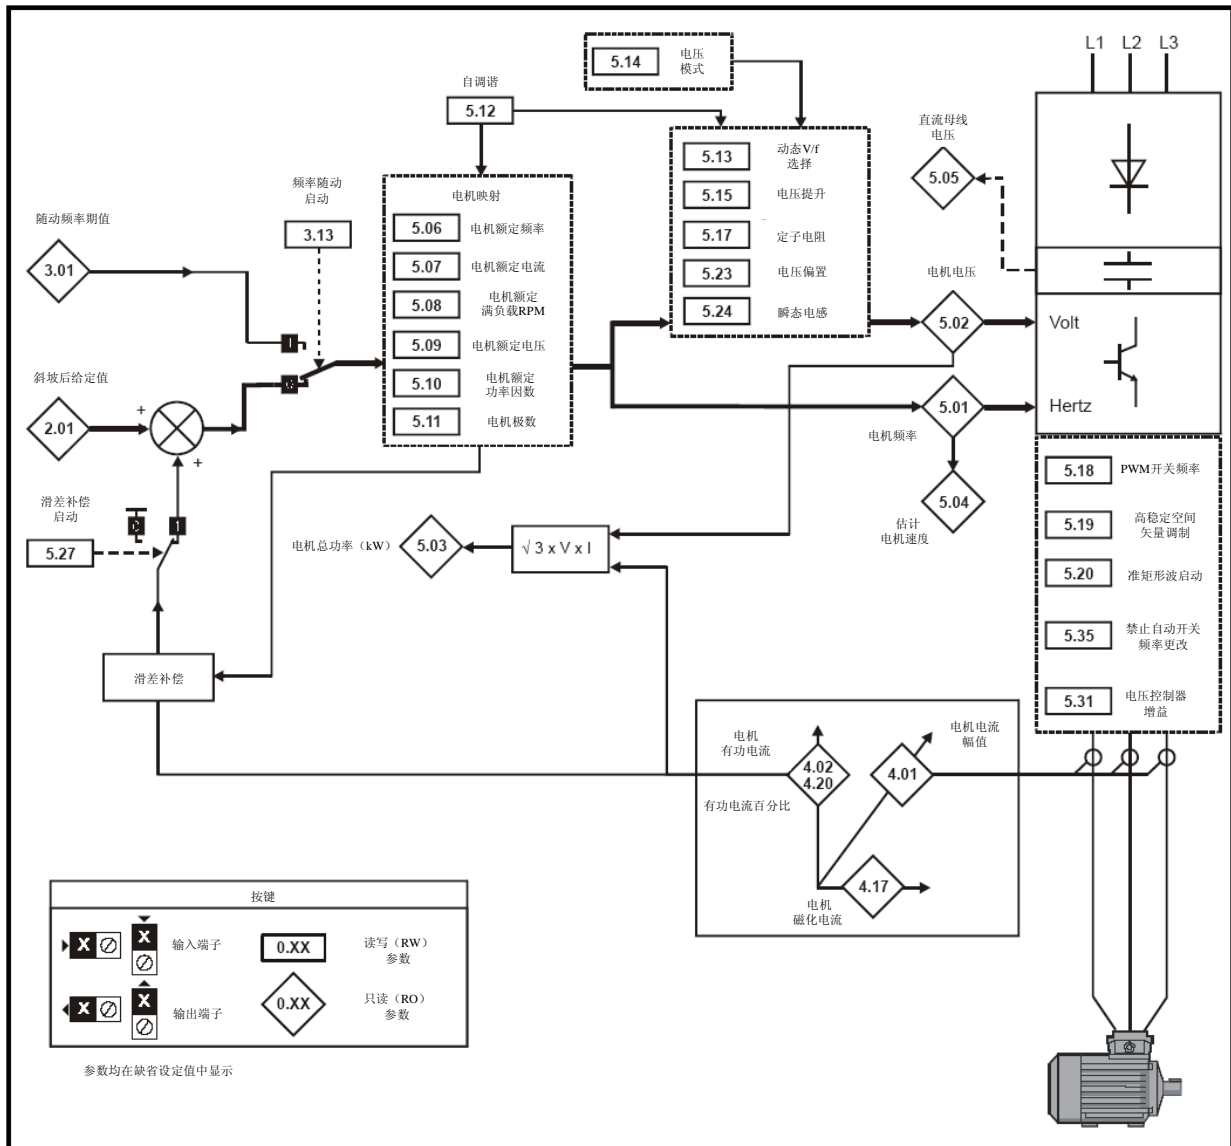 L1 L2 L3
5.14
电压
模式
自调谐
5.12
直流母线
电压
5.05
频率随动
启动
3.13
随动频率期值
3.01
电机映射
5.06 电机额定频率
5.07 电机额定电流
5.08
电机额定
满负载RPM
5.09 电机额定电压
5.10
电机额定
功率因数
5.11 电机极数
5.13
动态V/f
选择
5.15 电压提升
5.17 定子电阻
5.23 电压偏置
5.24 瞬态电感
电机电压
5.02
Volt
Hertz
5.01
电机频率
5.04
估计
电机速度
斜坡后给定值
2.01
+
+
1
0
滑差补偿
启动
5.27
0
1
电机总功率（kW）
5.03
√ 3 x V x I
滑差补偿
5.18 PWM开关频率
5.19
高稳定空间
矢量调制
5.20 准矩形波启动
5.35
禁止自动开关
频率更改
5.31
电压控制器
增益
电机
有功电流
4.02
4.20
有功电流百分比
电机电流
幅值
4.01
4.17
电机
磁化电流
按键
X X 输入端子
0.XX
读写（RW）
参数
X X 输出端子
0.XX
只读（RO）
参数
参数均在缺省设定值中显示